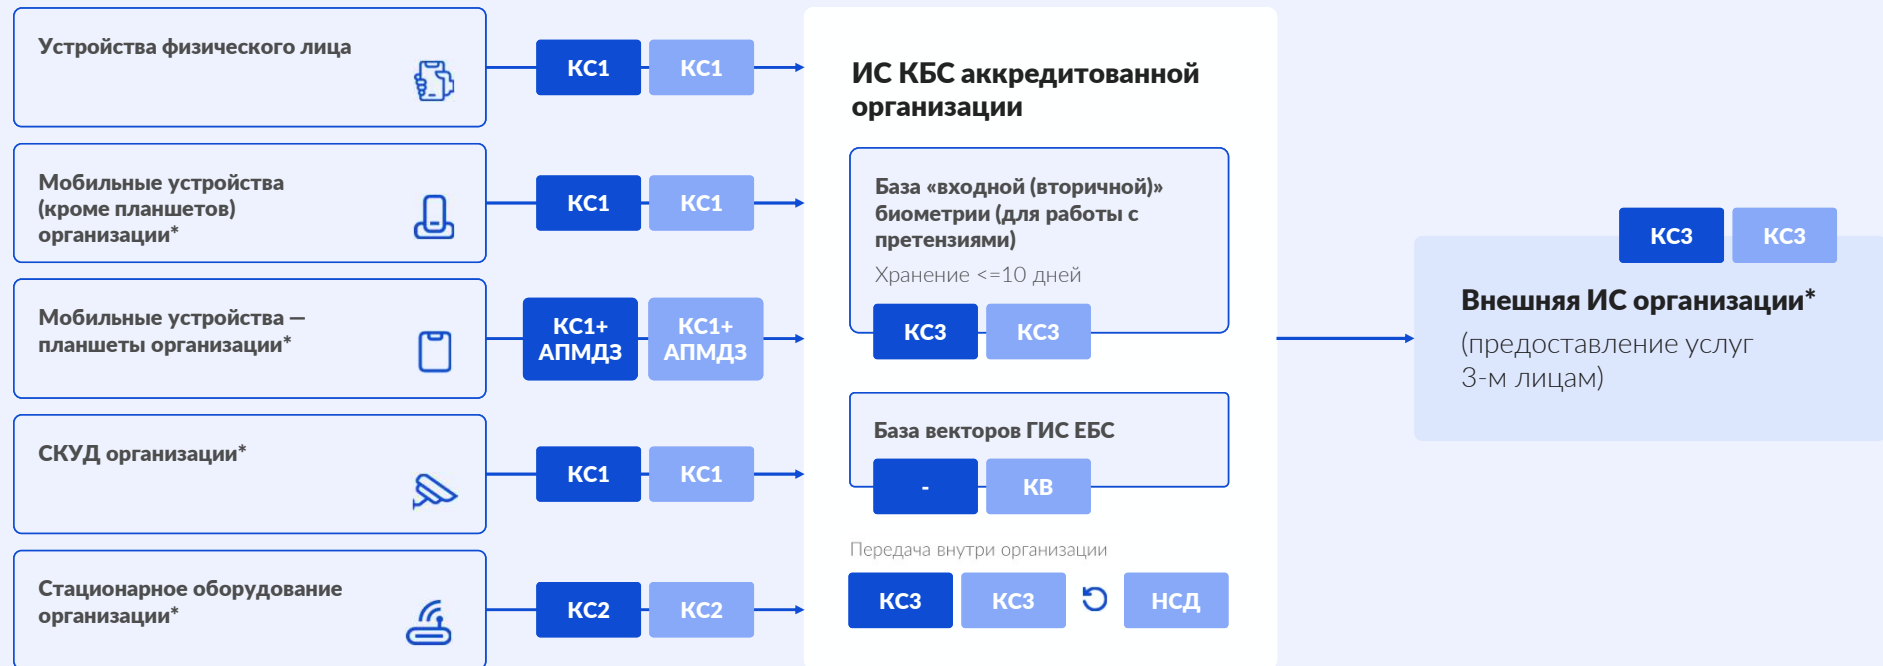 Устройства физического лица
КС1
КС1
Мобильные устройства
(кроме планшетов)
организации*
КС1
КС1
Мобильные устройства —
планшеты организации*
КС1+
АПМДЗ
КС1+
АПМДЗ
СКУД организации*
КС1
КС1
Стационарное оборудование
организации*
КС2
КС2
ИС КБС аккредитованной
организации
База «входной (вторичной)»
биометрии (для работы с
претензиями)
Хранение <=10 дней
КС3
КС3
База векторов ГИС ЕБС
-
КВ
Передача внутри организации
КС3
КС3
НСД
КС3
КС3
Внешняя ИС организации*
(предоставление услуг
3-м лицам)